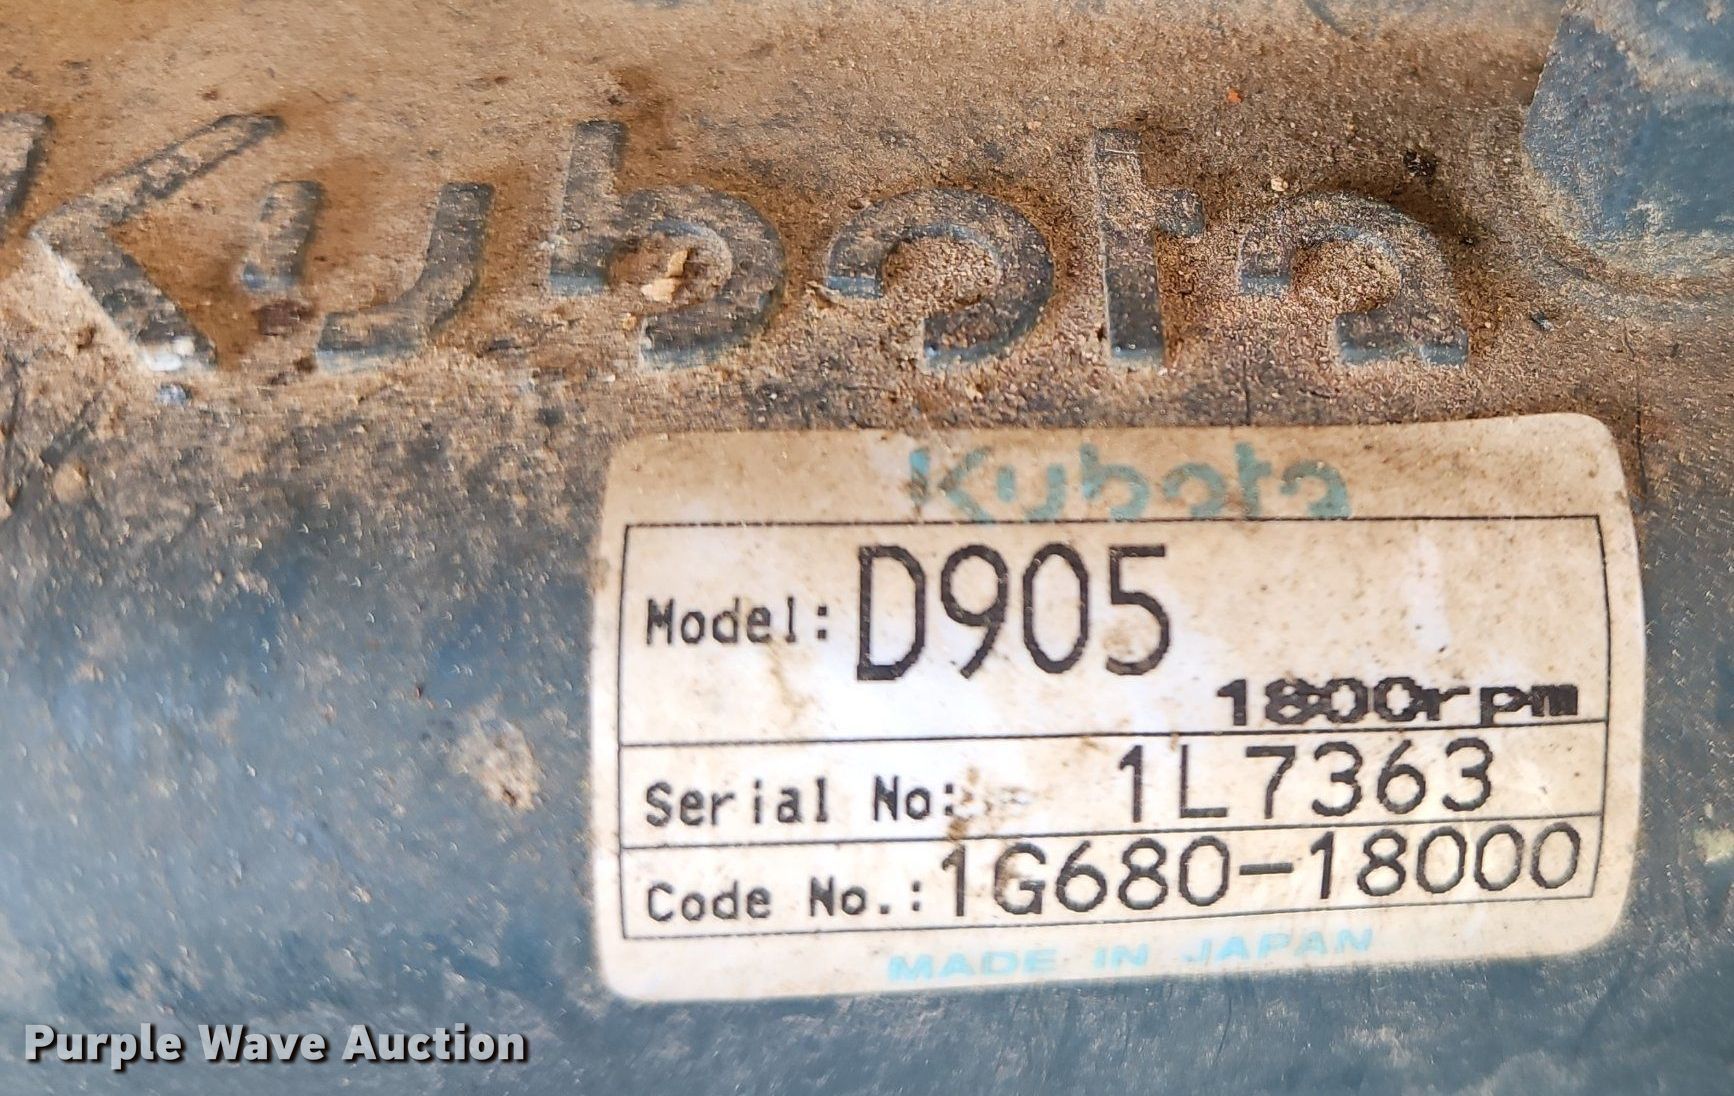 Kubota
Kubota
Model: D905
1800rpm
Serial No: 1L7363
Code No.: 1G680-18000
MADE IN JAPAN
Purple Wave Auction